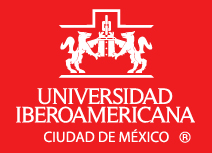 UNIVERSIDAD
IBEROAMERICANA
CIUDAD DE MÉXICO ®